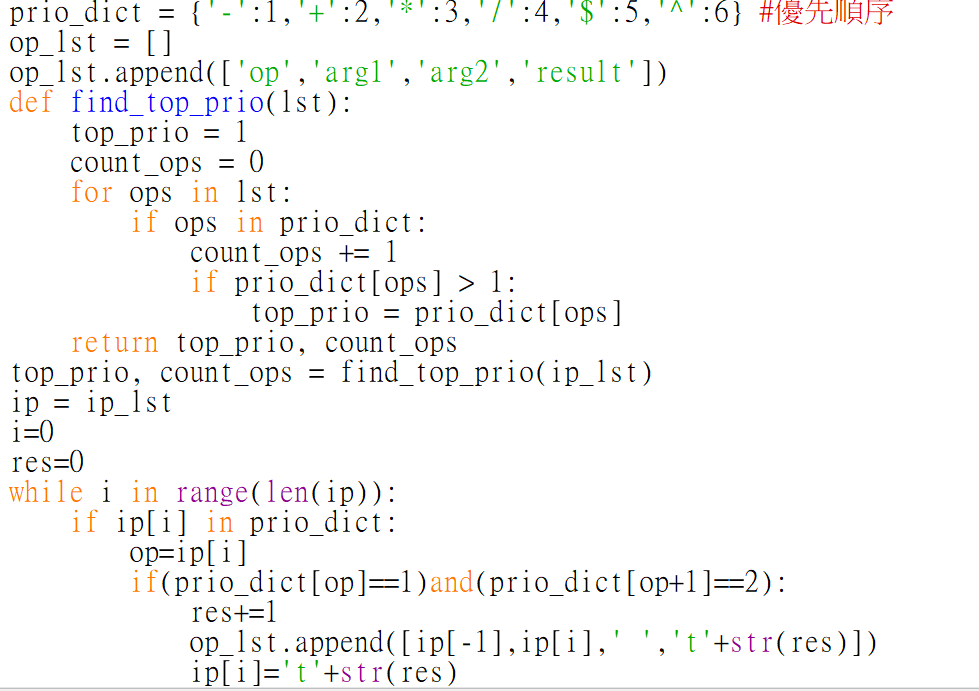 prio_dict = {'-':1,'+':2,'*':3,'/':4,'$':5,'^':6} #優先順序
op_lst = []
op_lst.append(['op','arg1','arg2','result'])
def find_top_prio(lst):
    top_prio = 1
    count_ops = 0
    for ops in lst:
        if ops in prio_dict:
            count_ops += 1
            if prio_dict[ops] > 1:
                top_prio = prio_dict[ops]
    return top_prio, count_ops
top_prio, count_ops = find_top_prio(ip_lst)
ip = ip_lst
i=0
res=0
while i in range(len(ip)):
    if ip[i] in prio_dict:
        op=ip[i]
        if(prio_dict[op]==1)and(prio_dict[op+1]==2):
            res+=1
            op_lst.append([ip[-1],ip[i],' ','t'+str(res)])
            ip[i]='t'+str(res)